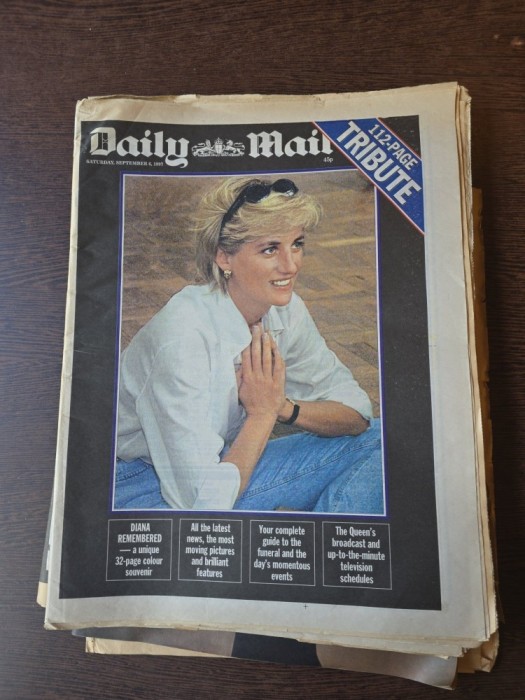 Daily Mail
SATURDAY, SEPTEMBER 6, 1997
45p
112-PAGE
TRIBUTE
DIANA
REMEMBERED
— a unique
32-page colour
souvenir
All the latest
news, the most
moving pictures
and brilliant
features
Your complete
guide to the
funeral and the
day's momentous
events
The Queen's
broadcast and
up-to-the-minute
television
schedules